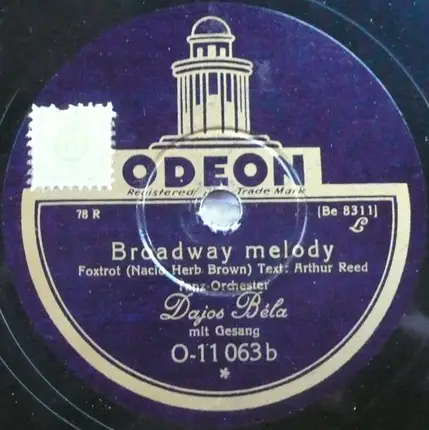 ODEON
Registered Trade-Mark
78 R
[Be 8311]
L
Broadway melody
Foxtrot (Nacio Herb Brown) Text: Arthur Reed
Tanz-Orchester
Dajos Béla
mit Gesang
O-11 063b
*